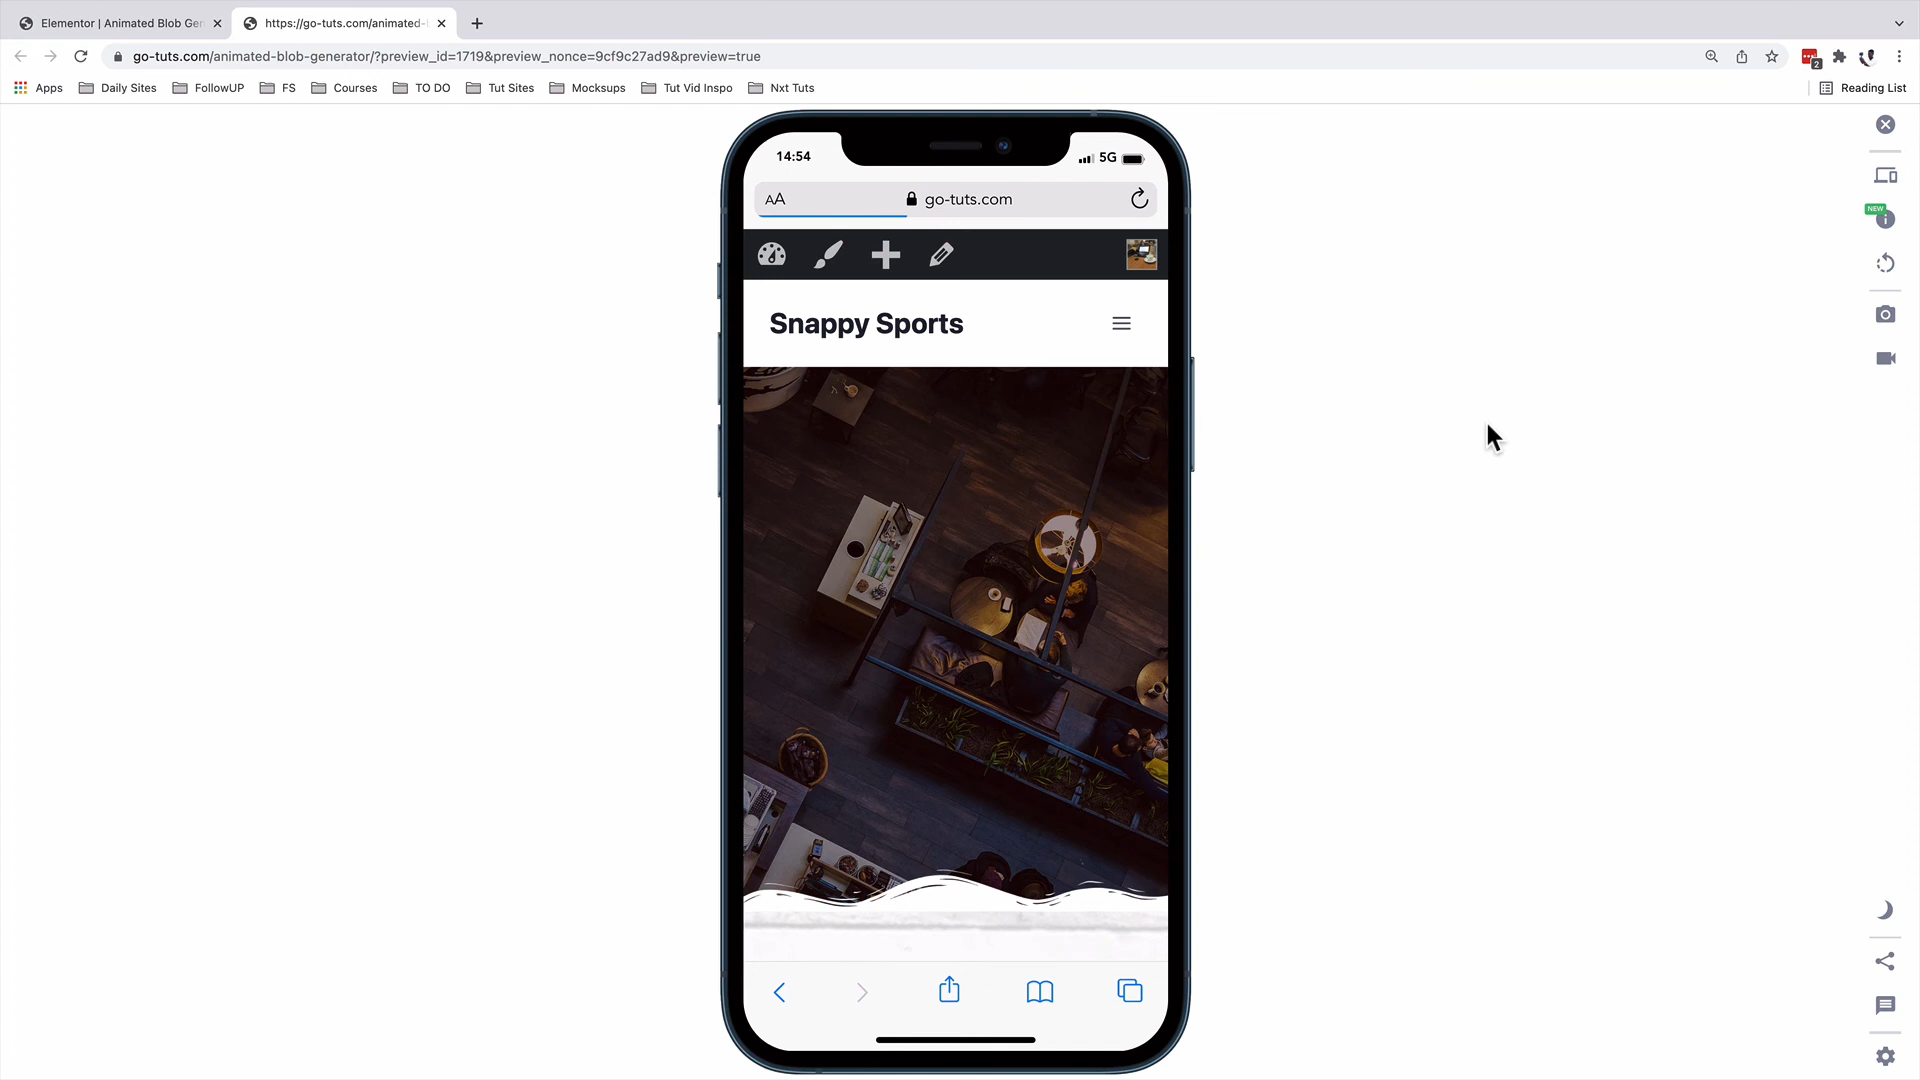 Elementor | Animated Blob Gen
https://go-tuts.com/animated-
go-tuts.com/animated-blob-generator/?preview_id=1719&preview_nonce=9cf9c27ad9&preview=true
2
Apps
Daily Sites
FollowUP
FS
Courses
TO DO
Tut Sites
Mocksups
Tut Vid Inspo
Nxt Tuts
Reading List
14:54
5G
AA
go-tuts.com
NEW
Snappy Sports